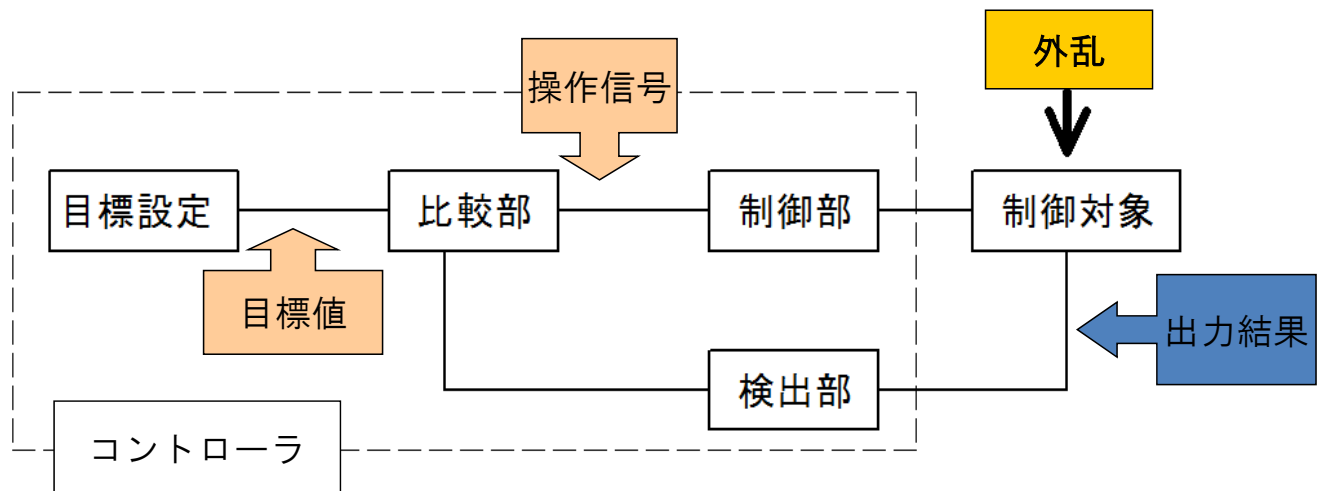 外乱
操作信号
目標設定
比較部
制御部
制御対象
目標値
出力結果
検出部
コントローラ